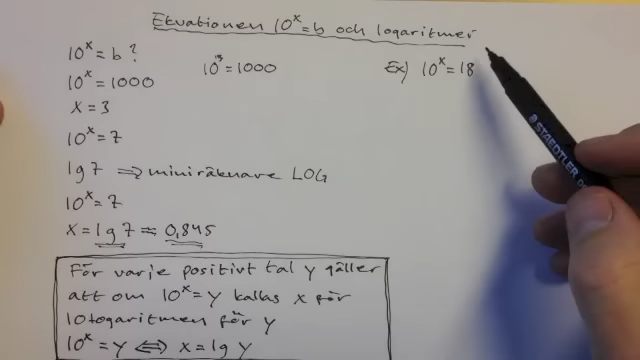 Ekvationen 10^x = b och logaritmer
10^x = b ?
10^x = 1000
x = 3
10^3 = 1000
Ex) 10^x = 18
10^x = 7
lg 7 ⇒ miniräknare LOG
10^x = 7
x = lg 7 ≈ 0,845
För varje positivt tal y gäller
att om 10^x = y kallas x för
10logaritmen för y
10^x = y ⇔ x = lg y
STAEDTLER